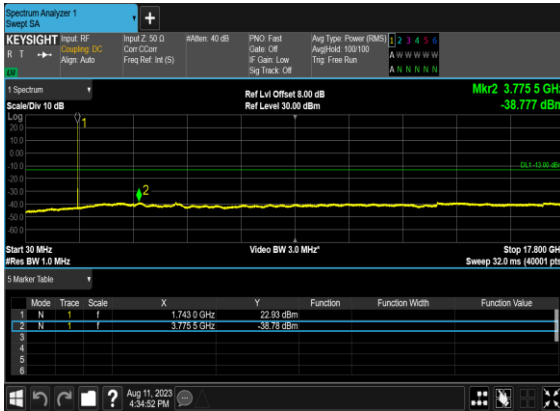 Spectrum Analyzer 1
Swept SA
KEYSIGHT
R T
Input: RF
Coupling: DC
Align: Auto
Input Z: 50 Ω
Corr CCorr
Freq Ref: Int (S)
#Atten: 40 dB
PNO: Fast
Gate: Off
IF Gain: Low
Sig Track: Off
Avg Type: Power (RMS)
Avg|Hold: 100/100
Trig: Free Run
1 2 3 4 5 6
A W W W W W
A N N N N N
1 Spectrum
Scale/Div 10 dB
Ref Lvl Offset 8.00 dB
Ref Level 30.00 dBm
Mkr2 3.775 5 GHz
-38.777 dBm
Log
20.0
10.0
0.00
-10.0
-20.0
-30.0
-40.0
-50.0
-60.0
1
2
DL1 -13.00 dBm
Start 30 MHz
#Res BW 1.0 MHz
Video BW 3.0 MHz*
Stop 17.800 GHz
Sweep 32.0 ms (40001 pts)
5 Marker Table
Mode Trace Scale X Y Function Function Width Function Value
1 N 1 f 1.743 0 GHz 22.93 dBm
2 N 1 f 3.775 5 GHz -38.78 dBm
3
4
5
6
?
Aug 11, 2023
4:34:52 PM